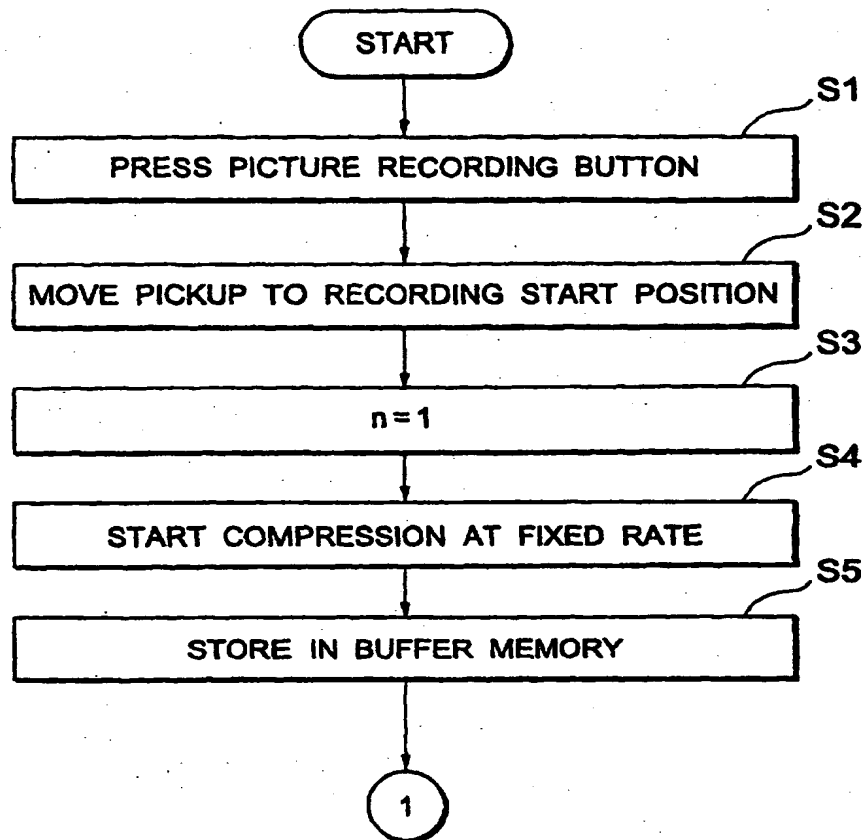 START
S1
PRESS PICTURE RECORDING BUTTON
S2
MOVE PICKUP TO RECORDING START POSITION
S3
n=1
S4
START COMPRESSION AT FIXED RATE
S5
STORE IN BUFFER MEMORY
1